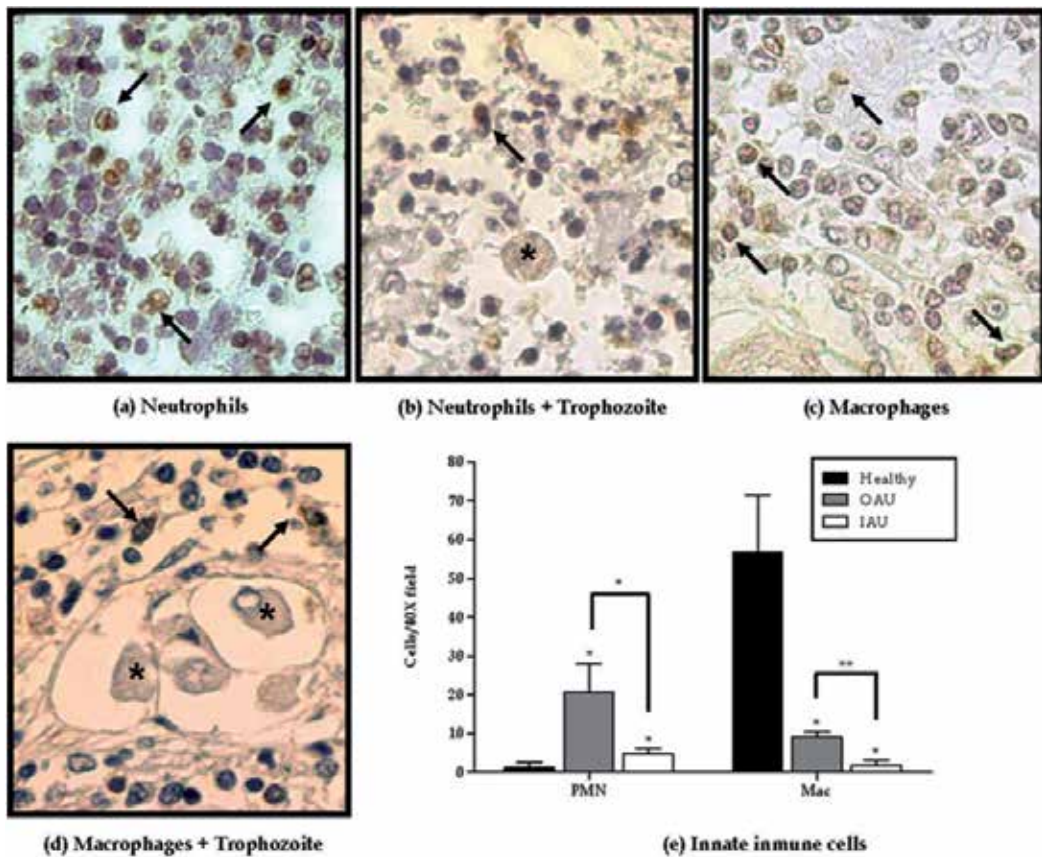 (a) Neutrophils
(b) Neutrophils + Trophozoite
(c) Macrophages
*
*
*
(d) Macrophages + Trophozoite
80
70
60
50
40
30
20
10
0
Cells/40X field
Healthy
OAU
IAU
*
*
*
**
*
*
PMN
Mac
(e) Innate inmune cells